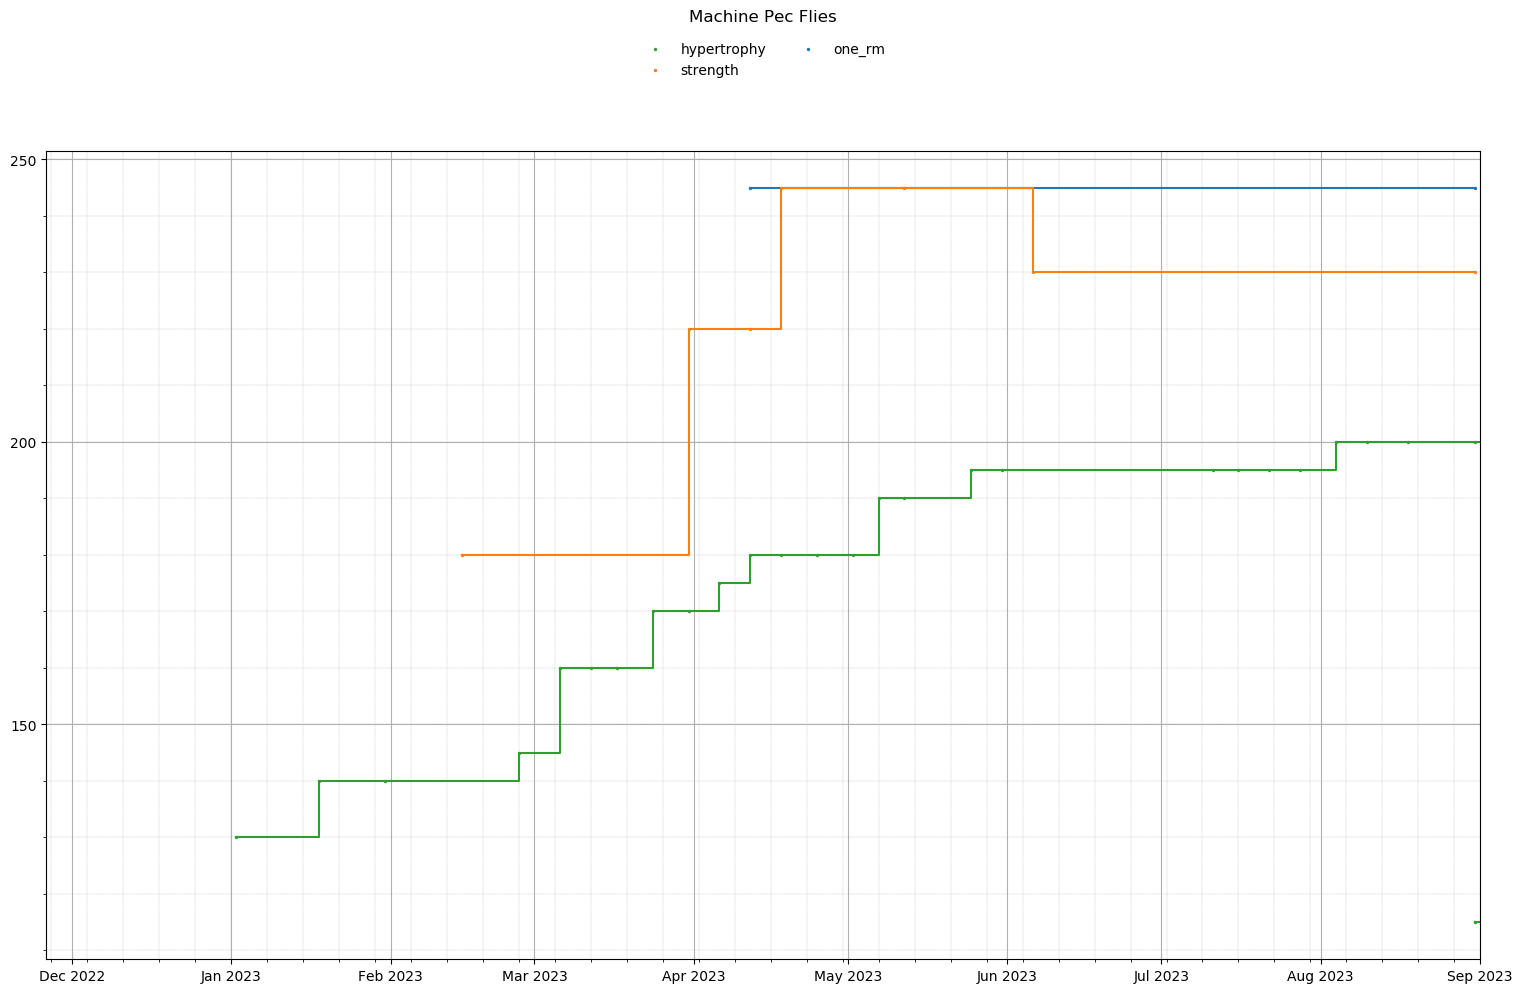 Machine Pec Flies
hypertrophy one_rm
strength
250
200
150
Dec 2022 Jan 2023 Feb 2023 Mar 2023 Apr 2023 May 2023 Jun 2023 Jul 2023 Aug 2023 Sep 2023